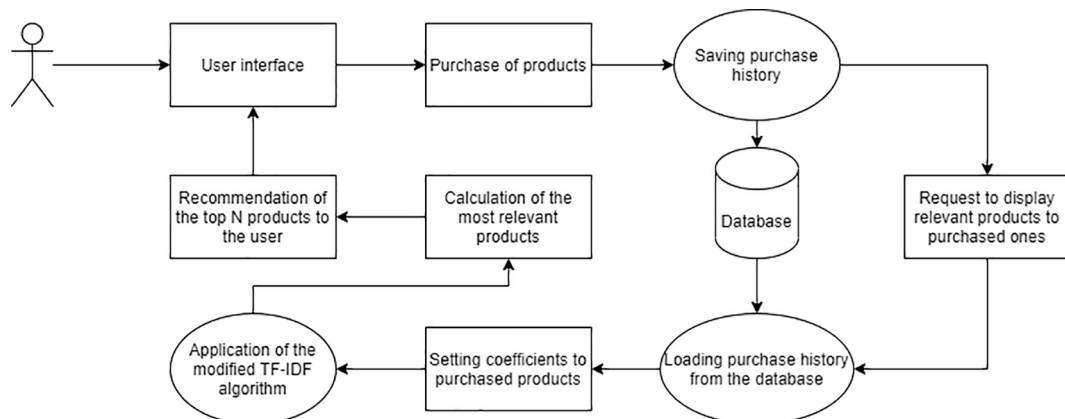 User interface
Purchase of products
Saving purchase
history
Recommendation of
the top N products to
the user
Calculation of the
most relevant
products
Database
Request to display
relevant products to
purchased ones
Application of the
modified TF-IDF
algorithm
Setting coefficients to
purchased products
Loading purchase history
from the database